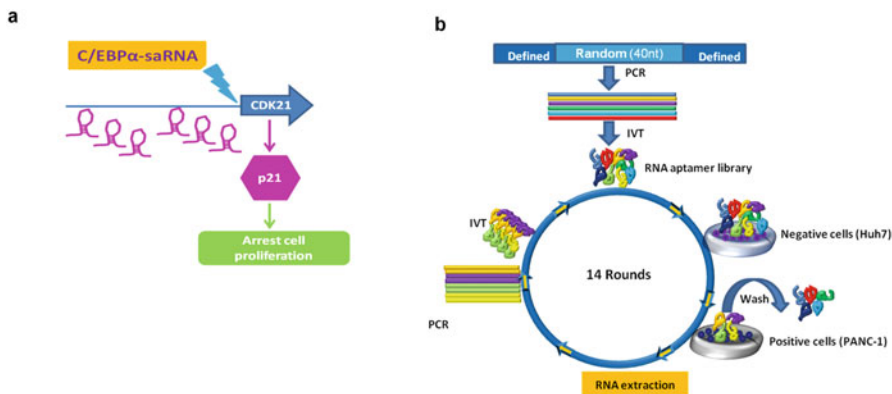 a
C/EBPα-saRNA
CDK21
p21
Arrest cell
proliferation
b
Defined Random (40nt) Defined
PCR
IVT
RNA aptamer library
Negative cells (Huh7)
Wash
Positive cells (PANC-1)
RNA extraction
PCR
IVT
14 Rounds